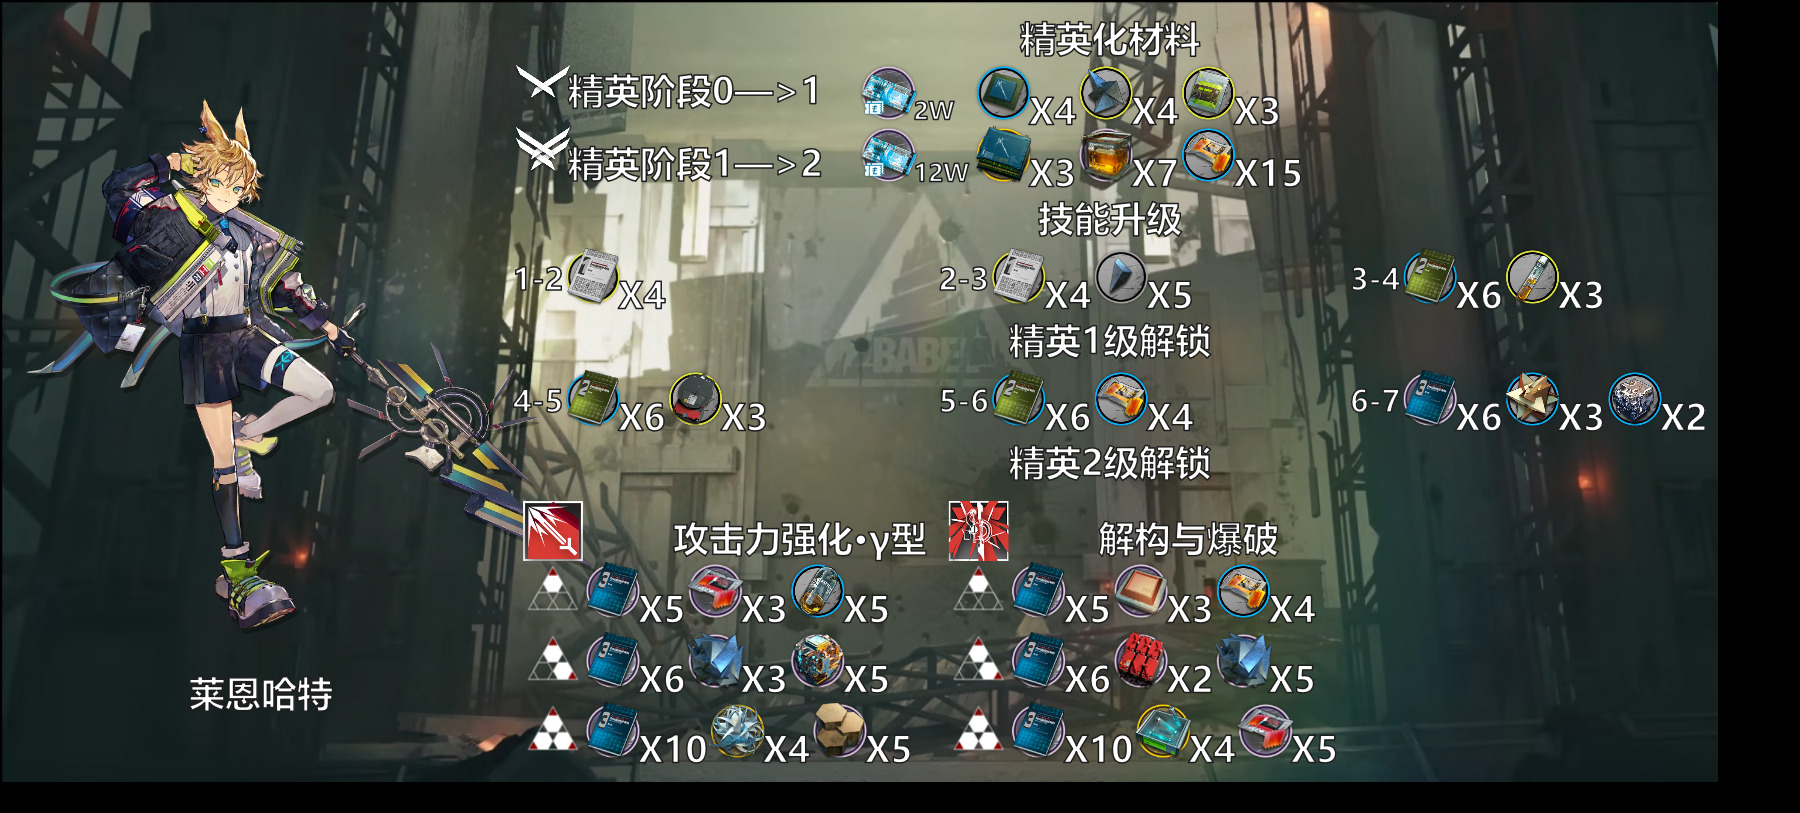 精英化材料
精英阶段0—>1 2W X4 X4 X3
精英阶段1—>2 12W X3 X7 X15
技能升级
1-2 X4 2-3 X4 X5 3-4 X6 X3
BABEL
精英1级解锁
4-5 X6 X3 5-6 X6 X4 6-7 X6 X3 X2
精英2级解锁
攻击力强化·γ型 解构与爆破
X5 X3 X5 X5 X3 X4
X6 X3 X5 X6 X2 X5
X10 X4 X5 X10 X4 X5
莱恩哈特